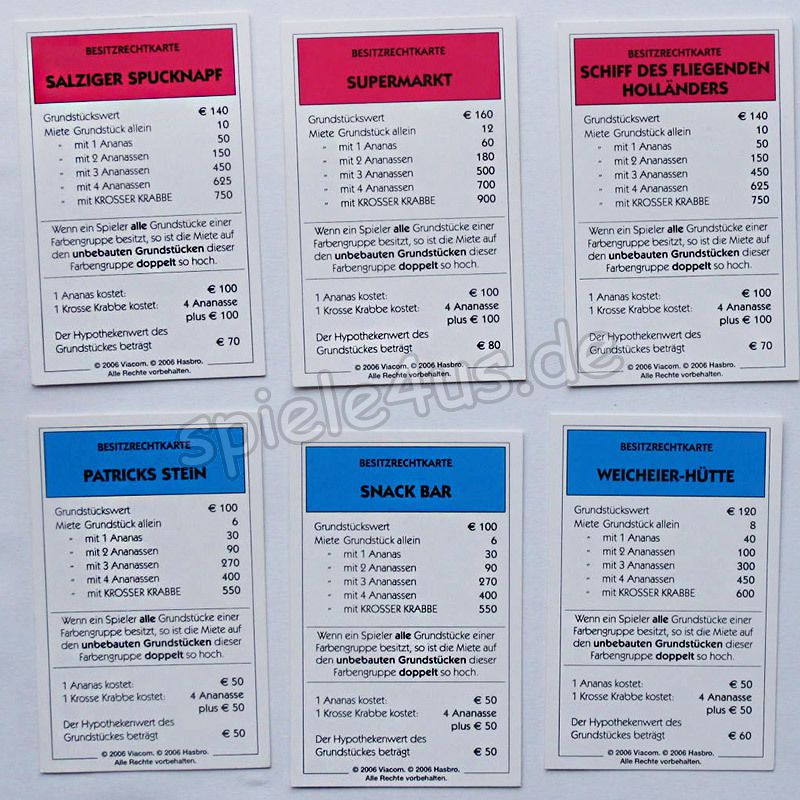 BESITZRECHTKARTE
SALZIGER SPUCKNAPF
Grundstückswert € 140
Miete Grundstück allein 10
" mit 1 Ananas 50
" mit 2 Ananassen 150
" mit 3 Ananassen 450
" mit 4 Ananassen 625
" mit KROSSER KRABBE 750
Wenn ein Spieler alle Grundstücke einer
Farbengruppe besitzt, so ist die Miete auf
den unbebauten Grundstücken dieser
Farbengruppe doppelt so hoch.
1 Ananas kostet: € 100
1 Krosse Krabbe kostet: 4 Ananasse
plus € 100
Der Hypothekenwert des
Grundstückes beträgt € 70
© 2006 Viacom. © 2006 Hasbro.
Alle Rechte vorbehalten.
BESITZRECHTKARTE
SUPERMARKT
Grundstückswert € 160
Miete Grundstück allein 12
" mit 1 Ananas 60
" mit 2 Ananassen 180
" mit 3 Ananassen 500
" mit 4 Ananassen 700
" mit KROSSER KRABBE 900
Wenn ein Spieler alle Grundstücke einer
Farbengruppe besitzt, so ist die Miete auf
den unbebauten Grundstücken dieser
Farbengruppe doppelt so hoch.
1 Ananas kostet: € 100
1 Krosse Krabbe kostet: 4 Ananasse
plus € 100
Der Hypothekenwert des
Grundstückes beträgt € 80
© 2006 Viacom. © 2006 Hasbro.
Alle Rechte vorbehalten.
BESITZRECHTKARTE
SCHIFF DES FLIEGENDEN
HOLLÄNDERS
Grundstückswert € 140
Miete Grundstück allein 10
" mit 1 Ananas 50
" mit 2 Ananassen 150
" mit 3 Ananassen 450
" mit 4 Ananassen 625
" mit KROSSER KRABBE 750
Wenn ein Spieler alle Grundstücke einer
Farbengruppe besitzt, so ist die Miete auf
den unbebauten Grundstücken dieser
Farbengruppe doppelt so hoch.
1 Ananas kostet: € 100
1 Krosse Krabbe kostet: 4 Ananasse
plus € 100
Der Hypothekenwert des
Grundstückes beträgt € 70
© 2006 Viacom. © 2006 Hasbro.
Alle Rechte vorbehalten.
spiele4us.de
BESITZRECHTKARTE
PATRICKS STEIN
Grundstückswert € 100
Miete Grundstück allein 6
" mit 1 Ananas 30
" mit 2 Ananassen 90
" mit 3 Ananassen 270
" mit 4 Ananassen 400
" mit KROSSER KRABBE 550
Wenn ein Spieler alle Grundstücke einer
Farbengruppe besitzt, so ist die Miete auf
den unbebauten Grundstücken dieser
Farbengruppe doppelt so hoch.
1 Ananas kostet: € 50
1 Krosse Krabbe kostet: 4 Ananasse
plus € 50
Der Hypothekenwert des
Grundstückes beträgt € 50
© 2006 Viacom. © 2006 Hasbro.
Alle Rechte vorbehalten.
BESITZRECHTKARTE
SNACK BAR
Grundstückswert € 100
Miete Grundstück allein 6
" mit 1 Ananas 30
" mit 2 Ananassen 90
" mit 3 Ananassen 270
" mit 4 Ananassen 400
" mit KROSSER KRABBE 550
Wenn ein Spieler alle Grundstücke einer
Farbengruppe besitzt, so ist die Miete auf
den unbebauten Grundstücken dieser
Farbengruppe doppelt so hoch.
1 Ananas kostet: € 50
1 Krosse Krabbe kostet: 4 Ananasse
plus € 50
Der Hypothekenwert des
Grundstückes beträgt € 50
© 2006 Viacom. © 2006 Hasbro.
Alle Rechte vorbehalten.
BESITZRECHTKARTE
WEICHEIER-HÜTTE
Grundstückswert € 120
Miete Grundstück allein 8
" mit 1 Ananas 40
" mit 2 Ananassen 100
" mit 3 Ananassen 300
" mit 4 Ananassen 450
" mit KROSSER KRABBE 600
Wenn ein Spieler alle Grundstücke einer
Farbengruppe besitzt, so ist die Miete auf
den unbebauten Grundstücken dieser
Farbengruppe doppelt so hoch.
1 Ananas kostet: € 50
1 Krosse Krabbe kostet: 4 Ananasse
plus € 50
Der Hypothekenwert des
Grundstückes beträgt € 60
© 2006 Viacom. © 2006 Hasbro.
Alle Rechte vorbehalten.